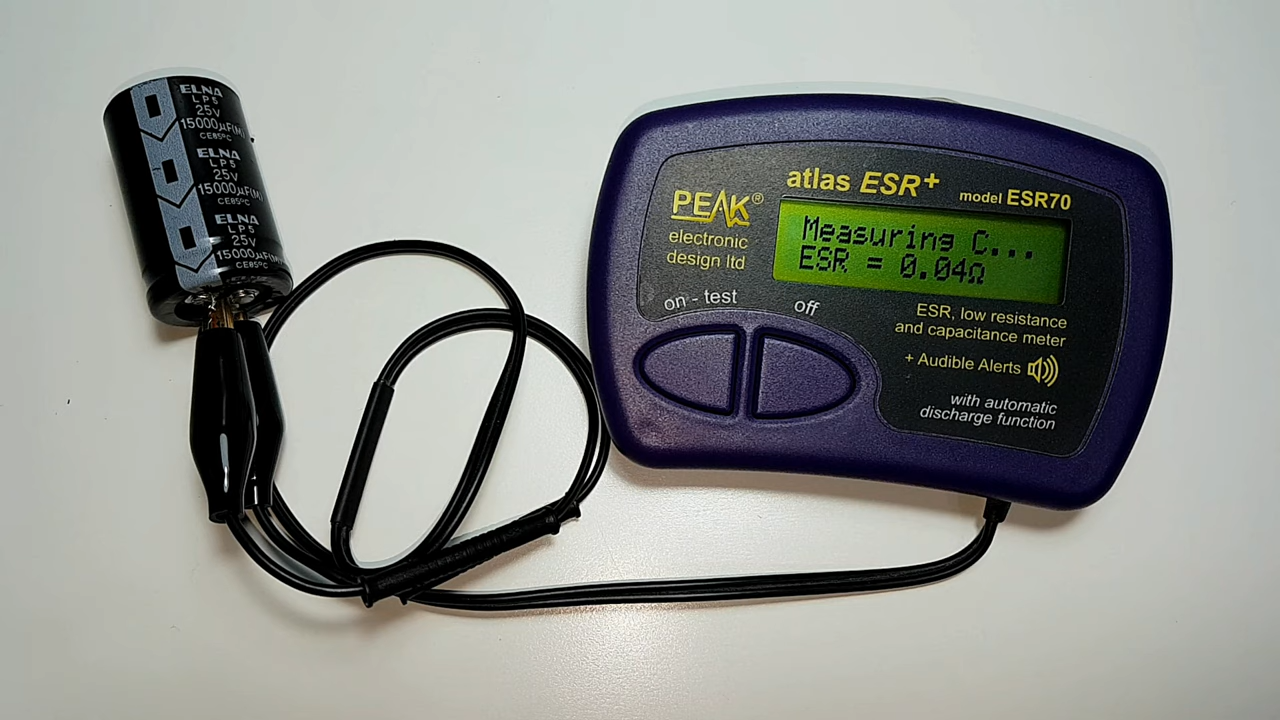 ELNA
LP5
25V
15000µF(M)
CE85°C
ELNA
LP5
25V
15000µF(M)
CE85°C
ELNA
LP5
25V
15000µF(M)
CE85°C
atlas ESR+
model ESR70
PEAK®
electronic
design ltd
Measuring C...
ESR = 0.04Ω
on - test
off
ESR, low resistance
and capacitance meter
+ Audible Alerts
with automatic
discharge function